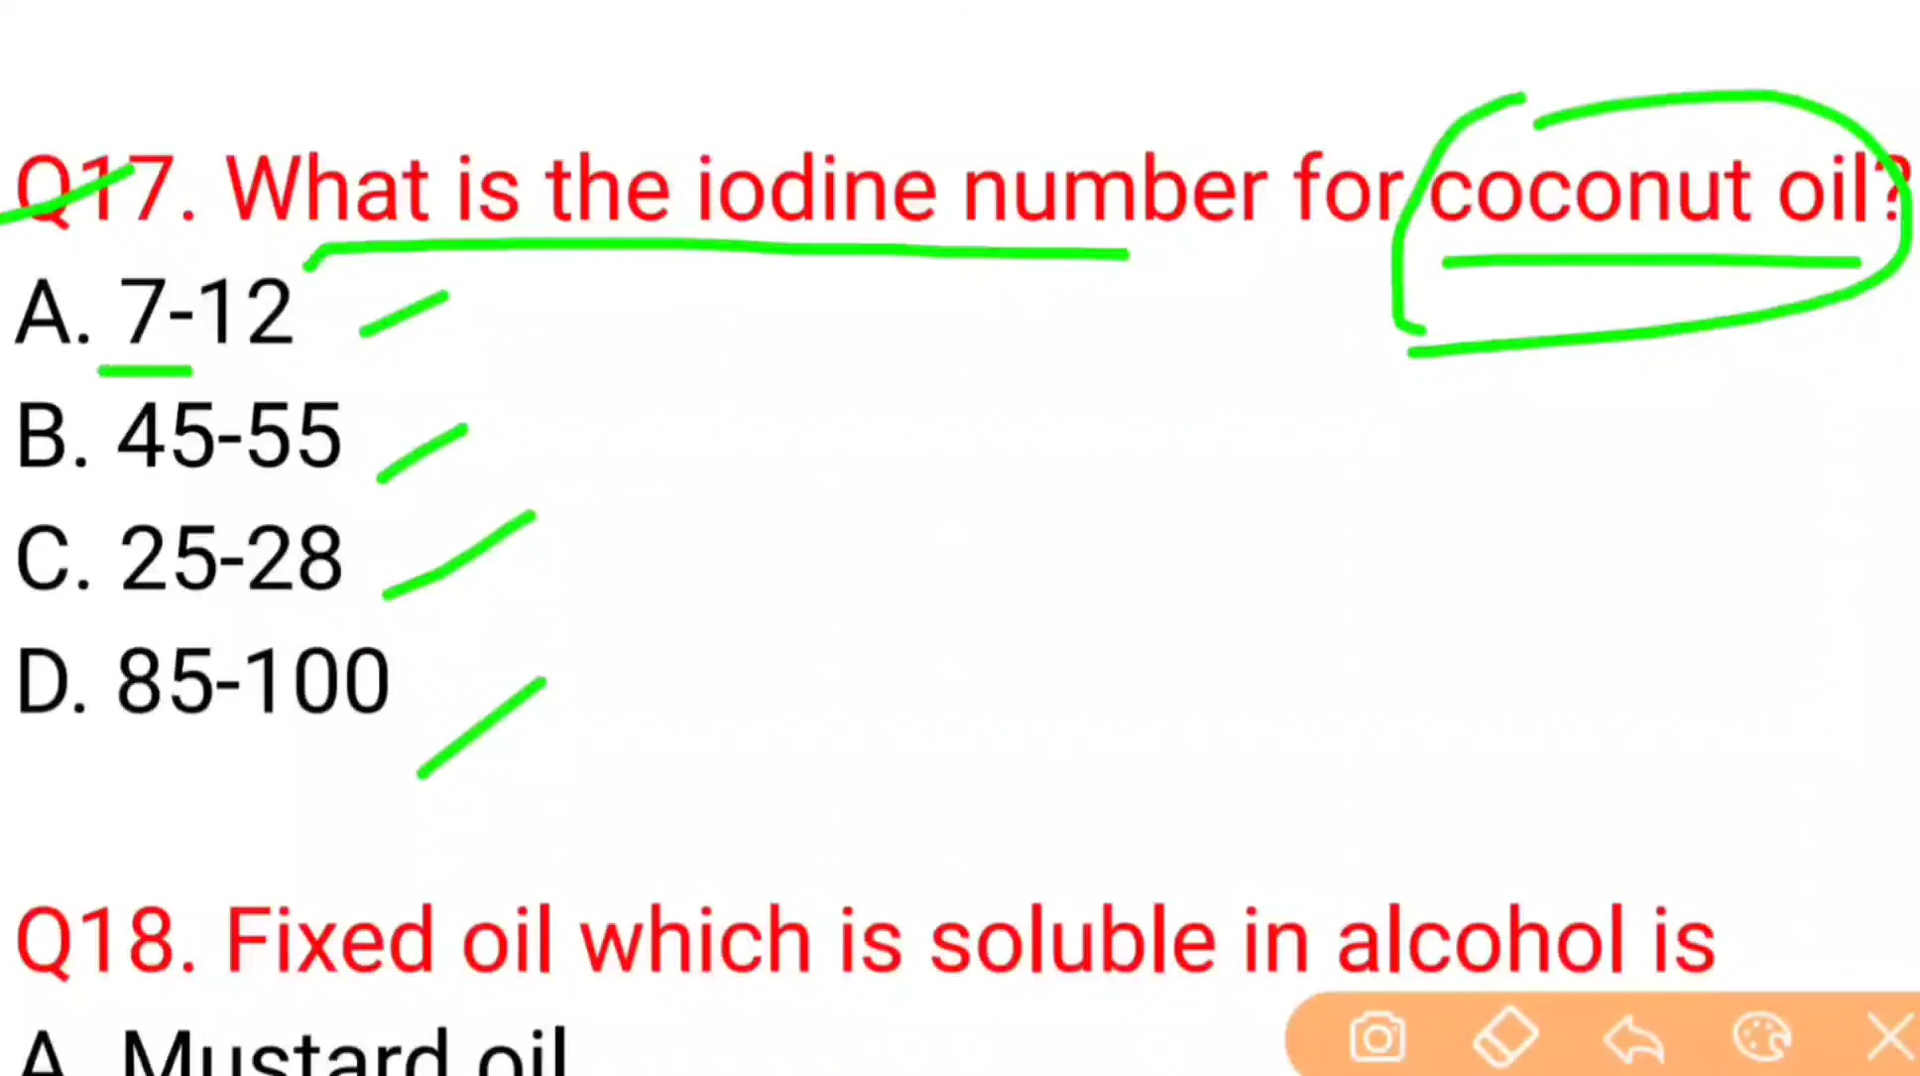 Q17. What is the iodine number for coconut oil?
A. 7-12
B. 45-55
C. 25-28
D. 85-100
Q18. Fixed oil which is soluble in alcohol is
A. Mustard oil